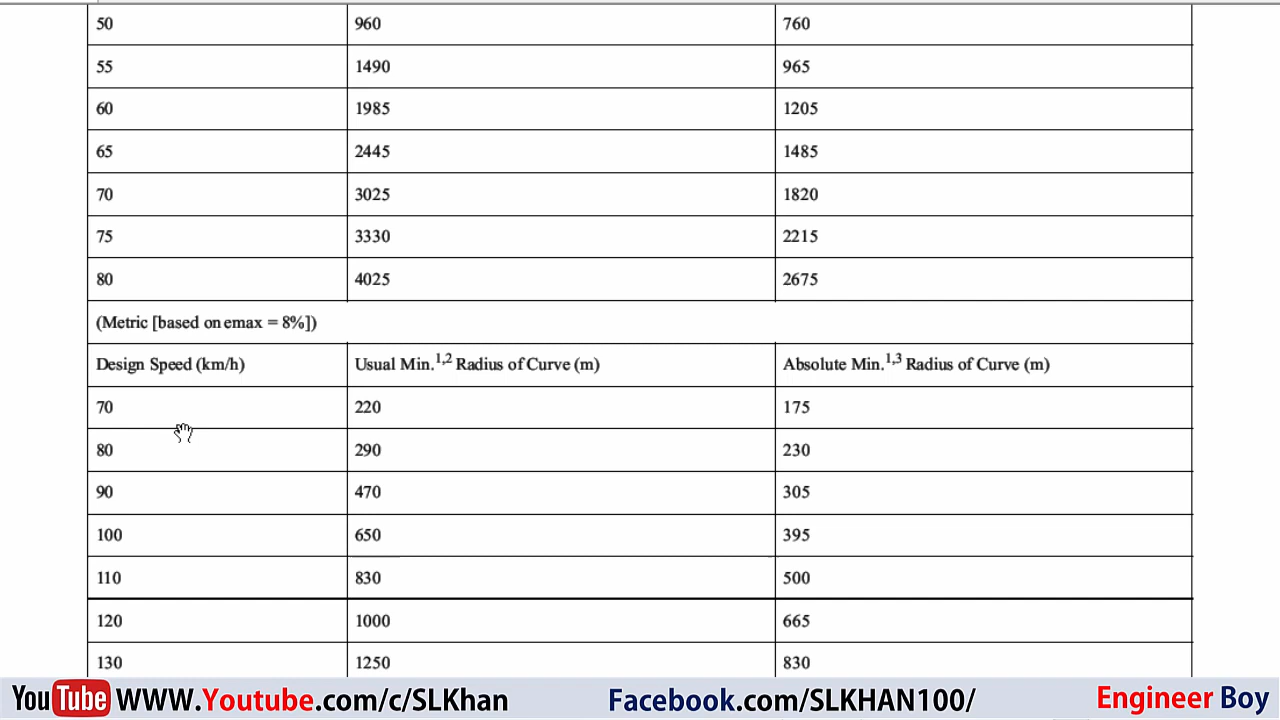 50 960 760
55 1490 965
60 1985 1205
65 2445 1485
70 3025 1820
75 3330 2215
80 4025 2675
(Metric [based on emax = 8%])
Design Speed (km/h) Usual Min.1,2 Radius of Curve (m) Absolute Min.1,3 Radius of Curve (m)
70 220 175
80 290 230
90 470 305
100 650 395
110 830 500
120 1000 665
130 1250 830
YouTube WWW.Youtube.com/c/SLKhan Facebook.com/SLKHAN100/ Engineer Boy